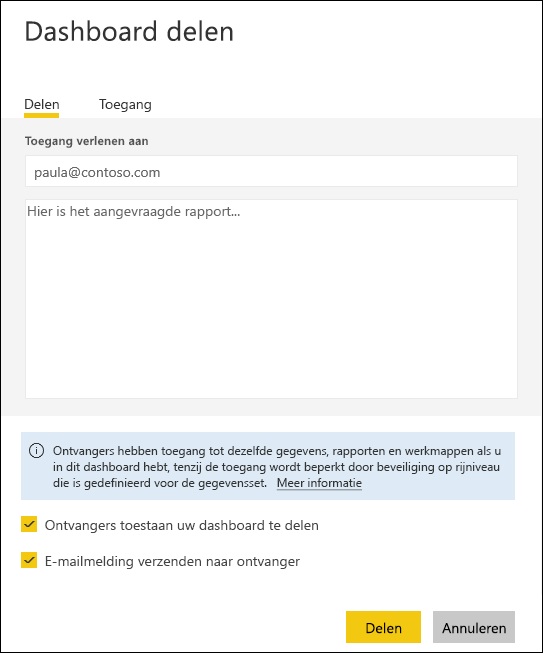 Dashboard delen
Delen Toegang
Toegang verlenen aan
paula@contoso.com
Hier is het aangevraagde rapport...
Ontvangers hebben toegang tot dezelfde gegevens, rapporten en werkmappen als u
in dit dashboard hebt, tenzij de toegang wordt beperkt door beveiliging op rijniveau
die is gedefinieerd voor de gegevensset. Meer informatie
Ontvangers toestaan uw dashboard te delen
E-mailmelding verzenden naar ontvanger
Delen Annuleren